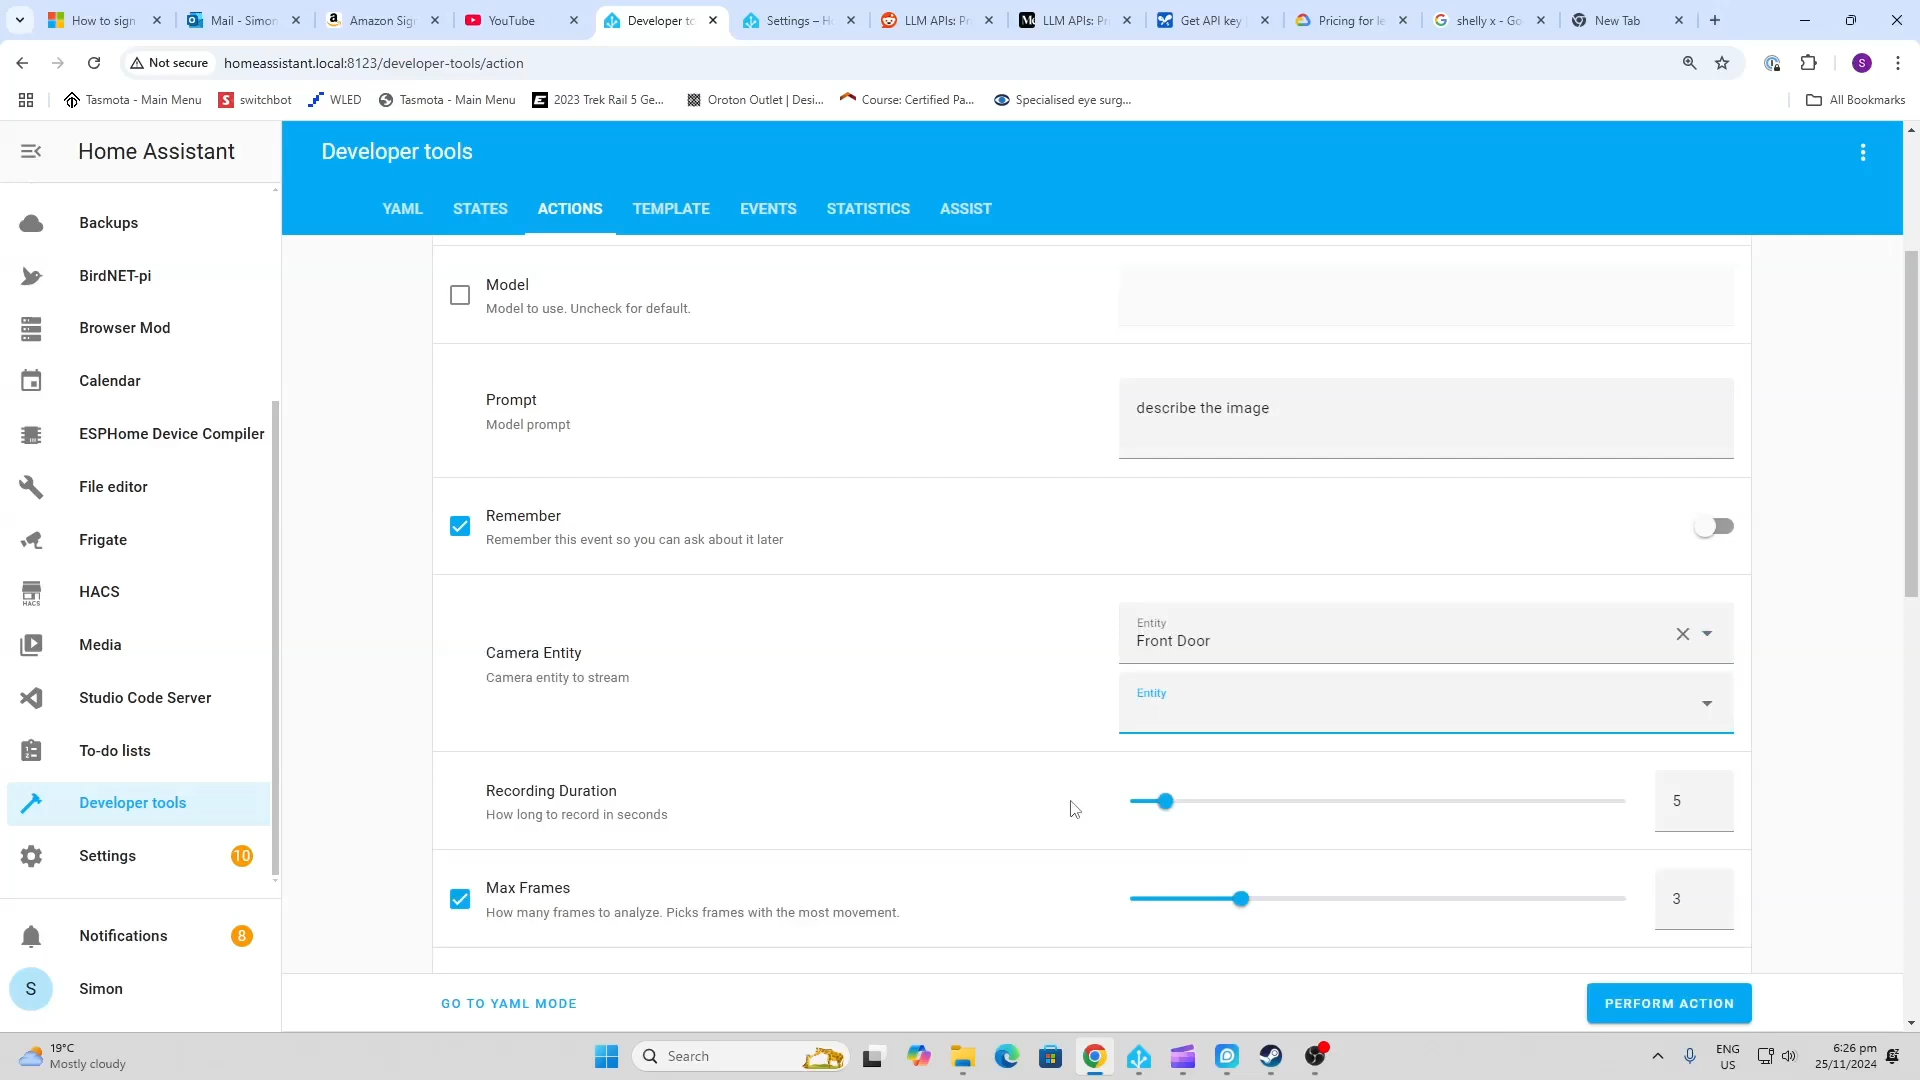 How to sign
Mail - Simon
Amazon Sig
YouTube
Developer to
Settings – H
LLM APIs: Pr
LLM APIs: Pr
Get API key
Pricing for le
shelly x - Go
New Tab
Not secure
homeassistant.local:8123/developer-tools/action
S
Tasmota - Main Menu
switchbot
WLED
Tasmota - Main Menu
2023 Trek Rail 5 Ge...
Oroton Outlet | Desi...
Course: Certified Pa...
Specialised eye surg...
All Bookmarks
Home Assistant
Developer tools
YAML
STATES
ACTIONS
TEMPLATE
EVENTS
STATISTICS
ASSIST
Backups
BirdNET-pi
Browser Mod
Calendar
ESPHome Device Compiler
File editor
Frigate
HACS
Media
Studio Code Server
To-do lists
Developer tools
Settings
10
Notifications
8
S
Simon
Model
Model to use. Uncheck for default.
Prompt
Model prompt
describe the image
Remember
Remember this event so you can ask about it later
Camera Entity
Camera entity to stream
Entity
Front Door
Entity
Recording Duration
How long to record in seconds
5
Max Frames
How many frames to analyze. Picks frames with the most movement.
3
GO TO YAML MODE
PERFORM ACTION
19°C
Mostly cloudy
Search
ENG
US
6:26 pm
25/11/2024